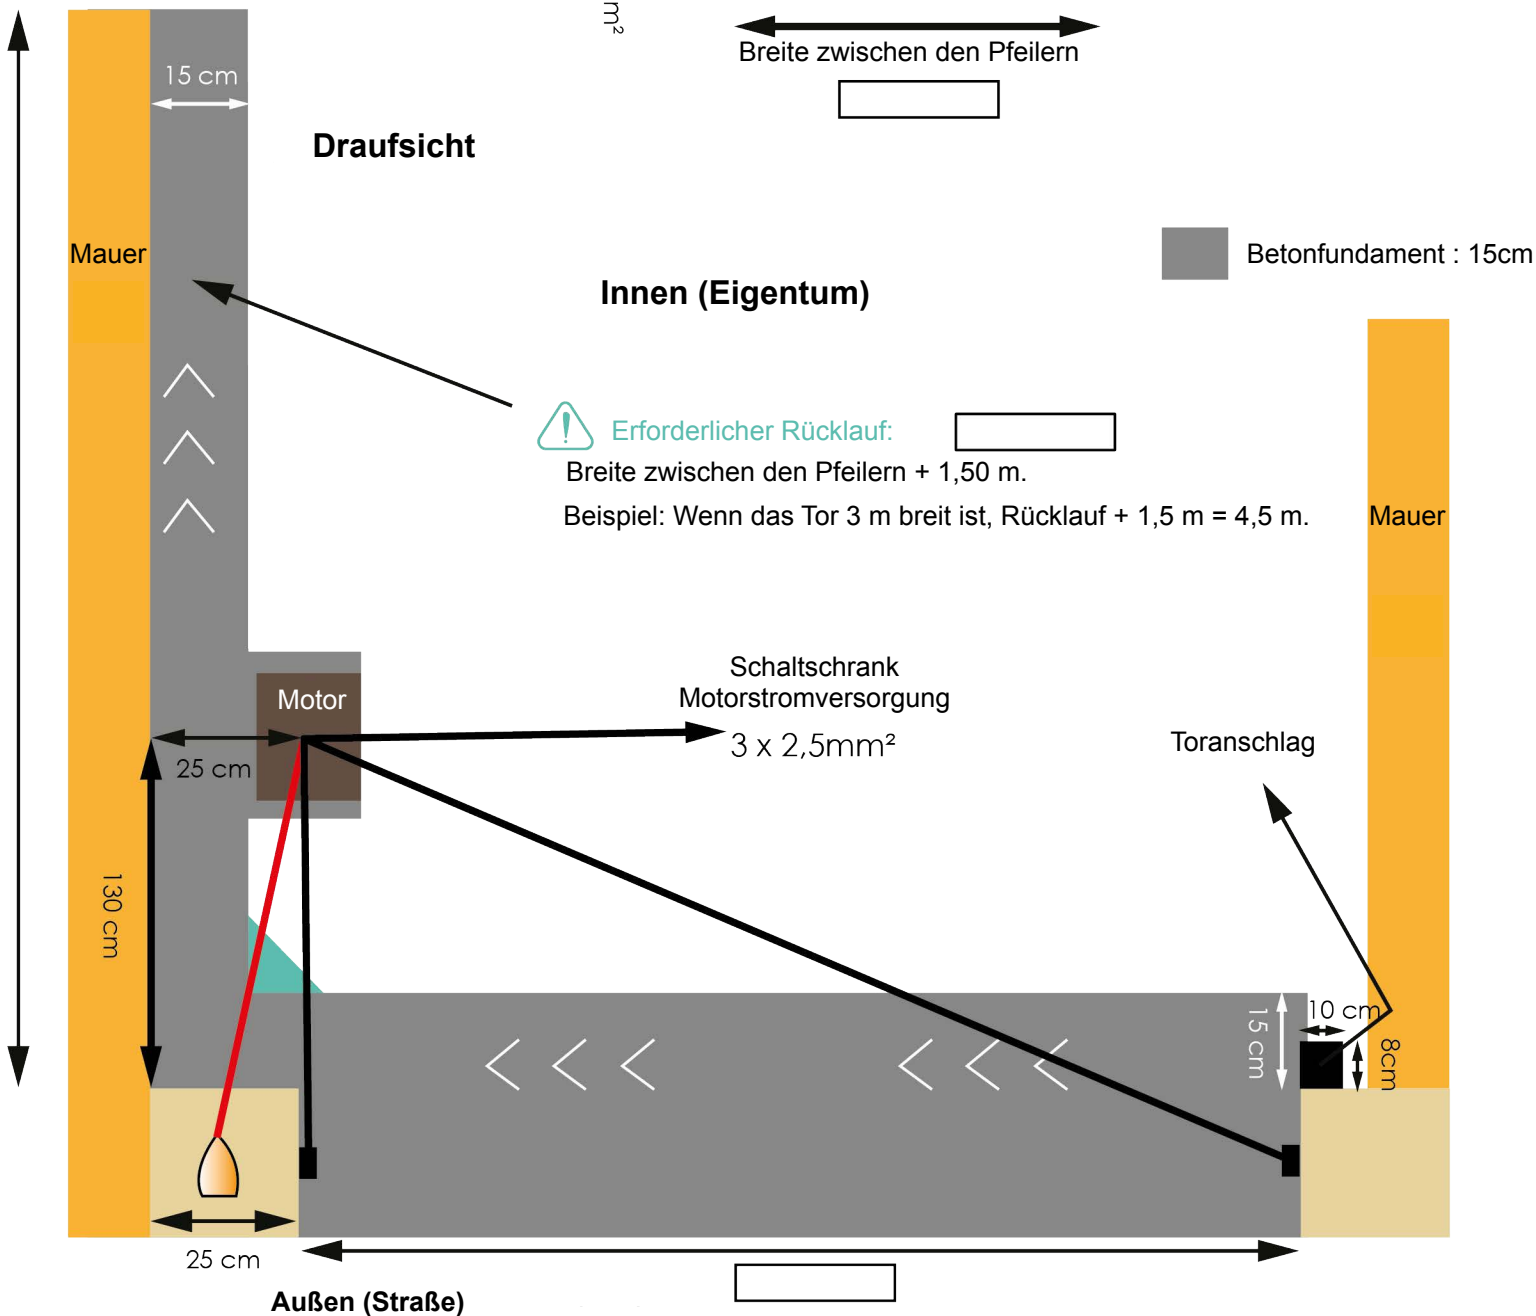 m²
Breite zwischen den Pfeilern
15 cm
Draufsicht
Mauer
Betonfundament : 15cm
Innen (Eigentum)
Erforderlicher Rücklauf:
Breite zwischen den Pfeilern + 1,50 m.
Beispiel: Wenn das Tor 3 m breit ist, Rücklauf + 1,5 m = 4,5 m.
Mauer
Schaltschrank
Motorstromversorgung
3 x 2,5mm²
Motor
25 cm
Toranschlag
130 cm
15 cm
10 cm
8cm
25 cm
Außen (Straße)